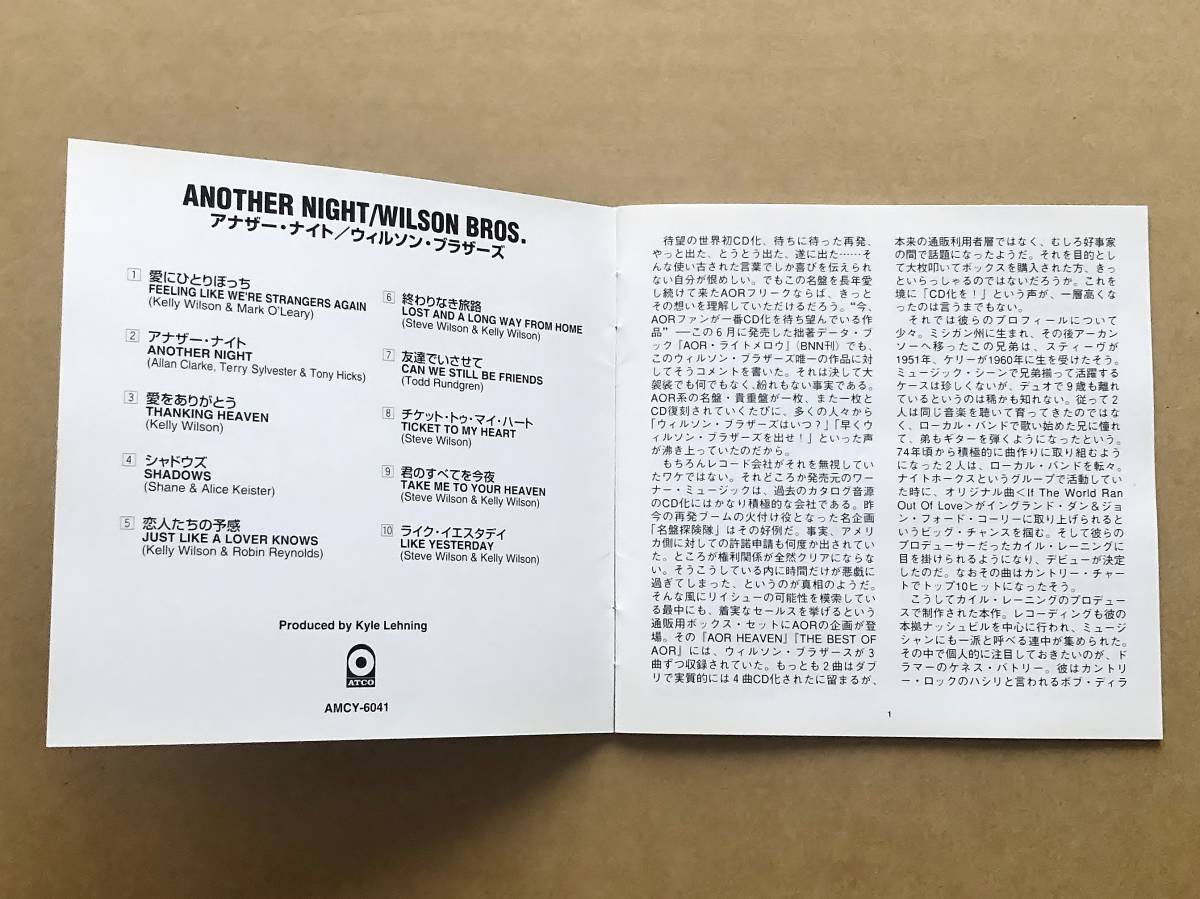 ANOTHER NIGHT/WILSON BROS.
アナザー・ナイト／ウィルソン・ブラザーズ
1 愛にひとりぼっち
FEELING LIKE WE'RE STRANGERS AGAIN
(Kelly Wilson & Mark O'Leary)
2 アナザー・ナイト
ANOTHER NIGHT
(Allan Clarke, Terry Sylvester & Tony Hicks)
3 愛をありがとう
THANKING HEAVEN
(Kelly Wilson)
4 シャドウズ
SHADOWS
(Shane & Alice Keister)
5 恋人たちの予感
JUST LIKE A LOVER KNOWS
(Kelly Wilson & Robin Reynolds)
6 終わりなき旅路
LOST AND A LONG WAY FROM HOME
(Steve Wilson & Kelly Wilson)
7 友達でいさせて
CAN WE STILL BE FRIENDS
(Todd Rundgren)
8 チケット・トゥ・マイ・ハート
TICKET TO MY HEART
(Steve Wilson)
9 君のすべてを今夜
TAKE ME TO YOUR HEAVEN
(Steve Wilson & Kelly Wilson)
10 ライク・イエスタデイ
LIKE YESTERDAY
(Steve Wilson & Kelly Wilson)
Produced by Kyle Lehning
ATCO
AMCY-6041
待望の世界初CD化、待ちに待った再発、
やっと出た、とうとう出た、遂に出た……そ
んな使い古された言葉でしか喜びを伝えられ
ない自分が恨めしい。でもこの名盤を長年愛
し続けて来たAORフリークならば、きっと
その想いを理解していただけるだろう。“今、
AORファンが一番CD化を待ち望んでいる作
品”―この６月に発売した拙著データ・ブ
ック『AOR・ライトメロウ』（BNN刊）でも、
このウィルソン・ブラザーズ唯一の作品に対
してそうコメントを書いた。それは決して大
袈裟でも何でもなく、紛れもない事実である。
AOR系の名盤・貴重盤が一枚、また一枚と
CD復刻されていくたびに、多くの人々から
「ウィルソン・ブラザーズはいつ？」「早くウ
ィルソン・ブラザーズを出せ！」といった声
が沸き上っていたのだから。
もちろんレコード会社がそれを無視してい
たワケではない。それどころか発売元のワー
ナー・ミュージックは、過去のカタログ音源
のCD化にはかなり積極的な会社である。昨
今の再発ブームの火付け役となった名企画
「名盤探険隊」はその好例だ。事実、アメリ
カ側に対しての許諾申請も何度か出されてい
た。ところが権利関係が全然クリアにならな
い。そうこうしている内に時間だけが悪戯に
過ぎてしまった、というのが真相のようだ。
そんな風にリイシューの可能性を模索してい
る最中にも、着実なセールスを挙げるという
通販用ボックス・セットにAORの企画が登
場。その『AOR HEAVEN』『THE BEST OF
AOR』には、ウィルソン・ブラザースが３
曲ずつ収録されていた。もっとも２曲はダブ
リで実質的には４曲CD化されたに留まるが、
本来の通販利用者層ではなく、むしろ好事家
の間で話題になったようだ。それを目的とし
て大枚叩いてボックスを購入された方、きっ
といらっしゃるのではないだろうか。これを
境に「CD化を！」という声が、一層高くな
ったのは言うまでもない。
それでは彼らのプロフィールについて
少々。ミシガン州に生まれ、その後アーカン
ソーへ移ったこの兄弟は、スティーヴが
1951年、ケリーが1960年に生を受けたそう。
ミュージック・シーンで兄弟揃って活躍する
ケースは珍しくないが、デュオで９歳も離れ
ているというのは稀かも知れない。従って２
人は同じ音楽を聴いて育ってきたのではな
く、ローカル・バンドで歌い始めた兄に憧れ
て、弟もギターを弾くようになったという。
74年頃から積極的に曲作りに取り組むよう
になった２人は、ローカル・バンドを転々。
ナイトホークスというグループで活動してい
た時に、オリジナル曲<If The World Ran
Out Of Love>がイングランド・ダン＆ジョ
ン・フォード・コーリーに取り上げられると
いうビッグ・チャンスを掴む。そして彼らの
プロデューサーだったカイル・レーニングに
目を掛けられるようになり、デビューが決定
したのだ。なおその曲はカントリー・チャー
トでトップ10ヒットになったそう。
こうしてカイル・レーニングのプロデュー
スで制作された本作。レコーディングも彼の
本拠ナッシュビルを中心に行われ、ミュージ
シャンにも一派と呼べる連中が集められた。
その中で個人的に注目しておきたいのが、ド
ラマーのケネス・バトリー。彼はカントリ
ー・ロックのハシリと言われるボブ・ディラ
1